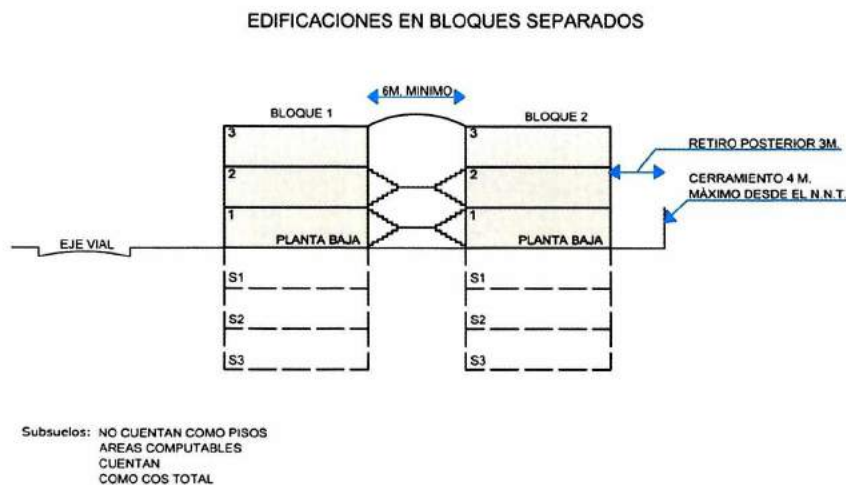 EDIFICACIONES EN BLOQUES SEPARADOS
6M. MINIMO
BLOQUE 1
BLOQUE 2
3
3
RETIRO POSTERIOR 3M.
2
2
CERRAMIENTO 4 M.
MÁXIMO DESDE EL N.N.T.
1
1
EJE VIAL
PLANTA BAJA
PLANTA BAJA
S1
S1
S2
S2
S3
S3
Subsuelos: NO CUENTAN COMO PISOS
AREAS COMPUTABLES
CUENTAN
COMO COS TOTAL